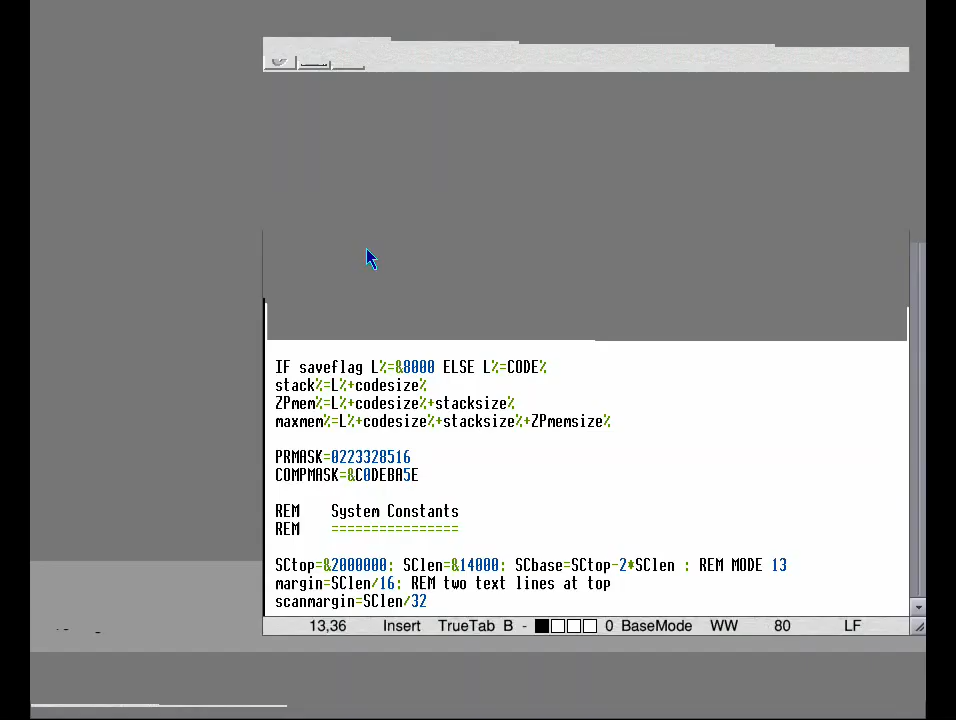 IF saveflag L%=&8000 ELSE L%=CODE%
stack%=L%+codesize%
ZPmem%=L%+codesize%+stacksize%
maxmem%=L%+codesize%+stacksize%+ZPmemsize%
PRMASK=0223328516
COMPMASK=&C0DEBA5E
REM    System Constants
REM    ================
SCtop=&2000000: SClen=&14000: SCbase=SCtop-2*SClen : REM MODE 13
margin=SClen/16: REM two text lines at top
scanmargin=SClen/32
13,36 Insert TrueTab B - 0 BaseMode WW 80 LF